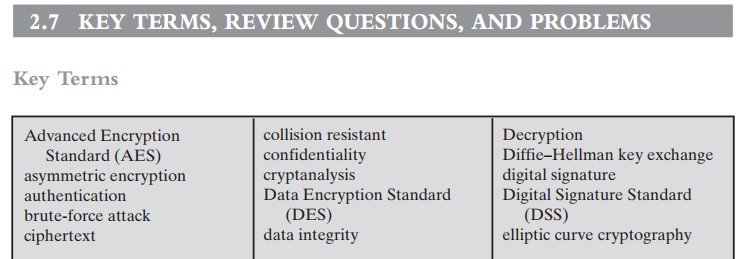 2.7 KEY TERMS, REVIEW QUESTIONS, AND PROBLEMS
Key Terms
Advanced Encryption
Standard (AES)
asymmetric encryption
authentication
brute-force attack
ciphertext
collision resistant
confidentiality
cryptanalysis
Data Encryption Standard
(DES)
data integrity
Decryption
Diffie–Hellman key exchange
digital signature
Digital Signature Standard
(DSS)
elliptic curve cryptography